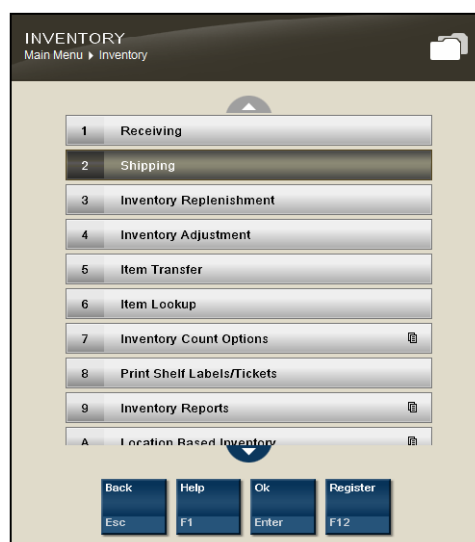 INVENTORY
Main Menu ▸ Inventory
1 Receiving
2 Shipping
3 Inventory Replenishment
4 Inventory Adjustment
5 Item Transfer
6 Item Lookup
7 Inventory Count Options
8 Print Shelf Labels/Tickets
9 Inventory Reports
A Location Based Inventory
Back Help Ok Register
Esc F1 Enter F12